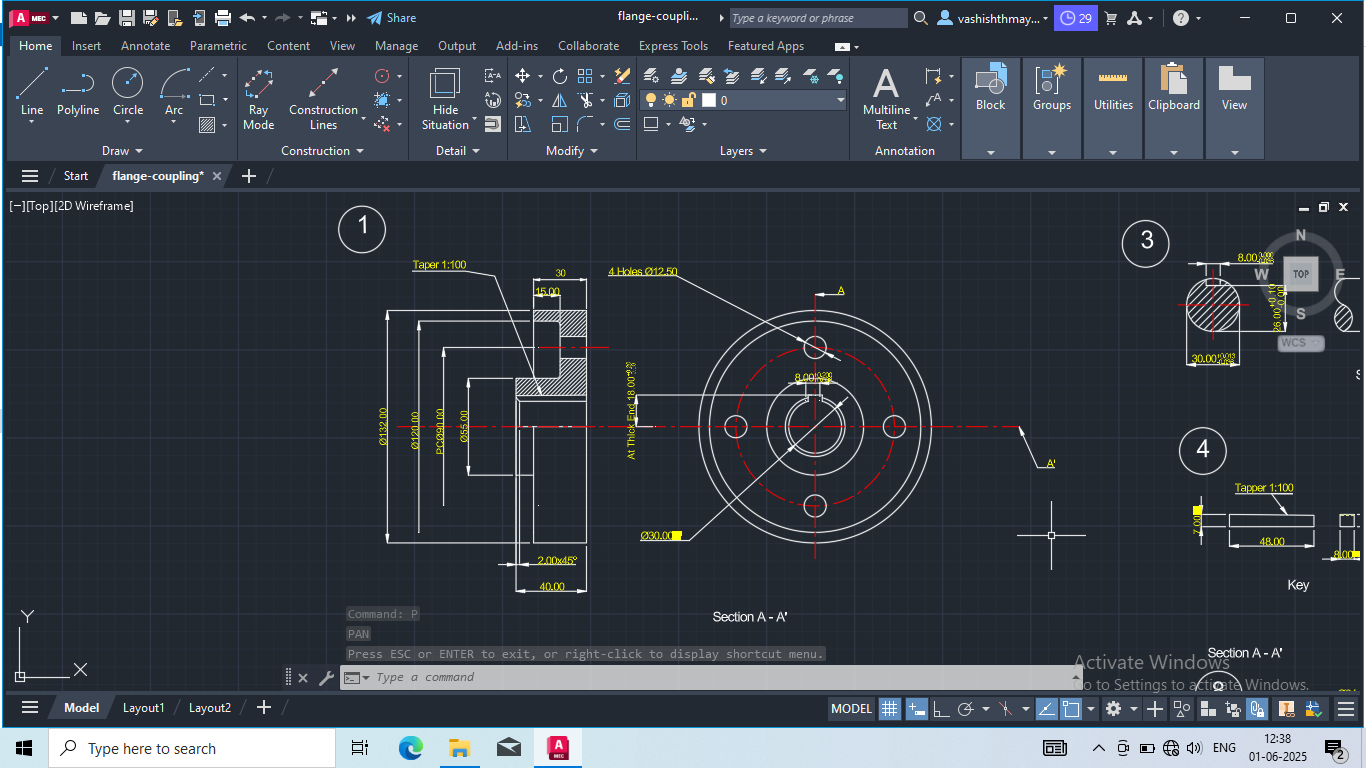 MEC
Share
flange-coupli...
Type a keyword or phrase
vashishthmay...
29
Home Insert Annotate Parametric Content View Manage Output Add-ins Collaborate Express Tools Featured Apps
Line Polyline Circle Arc
Ray Mode
Construction Lines
Hide Situation
0
Multiline Text
Block Groups Utilities Clipboard View
Draw Construction Detail Modify Layers Annotation
Start flange-coupling*
[−][Top][2D Wireframe]
1
Taper 1:100
30
15.00
4 Holes Ø12.50
A
8.00
At Thick End 18.00
Ø132.00
Ø120.00
PCØ90.00
Ø55.00
A'
Ø30.00
2.00x45°
40.00
Section A - A'
3
8.00
26.00
30.00
N
W TOP E
S
WCS
4
Tapper 1:100
7.00
48.00
8.00
Key
Section A - A'
Y
X
Command: P
PAN
Press ESC or ENTER to exit, or right-click to display shortcut menu.
Type a command
Activate Windows
Go to Settings to activate Windows.
Model Layout1 Layout2
MODEL
Type here to search
ENG
12:38
01-06-2025
2